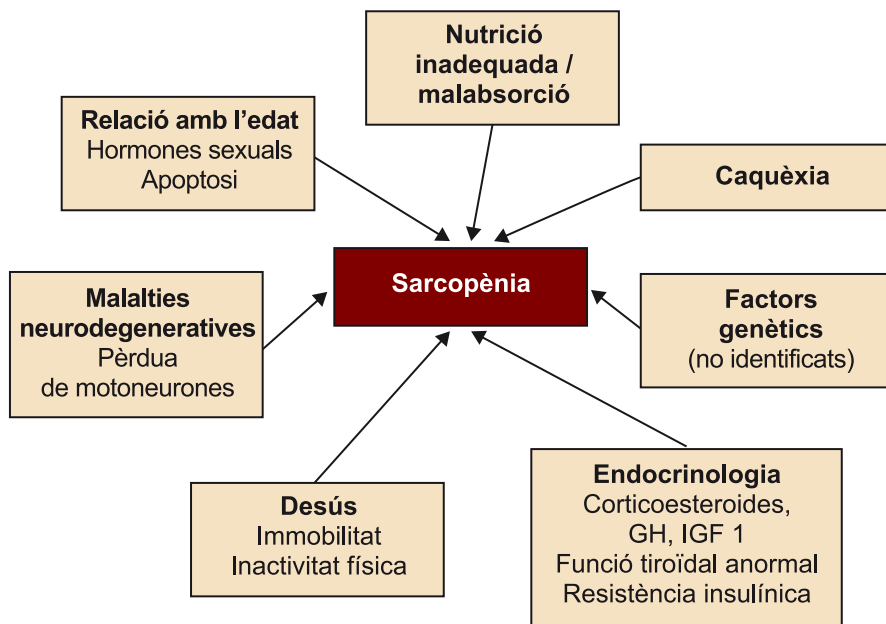 Nutrició
inadequada /
malabsorció
Relació amb l’edat
Hormones sexuals
Apoptosi
Caquèxia
Sarcopènia
Malalties
neurodegeneratives
Pèrdua
de motoneurones
Factors
genètics
(no identificats)
Desús
Immobilitat
Inactivitat física
Endocrinologia
Corticoesteroides,
GH, IGF 1
Funció tiroïdal anormal
Resistència insulínica